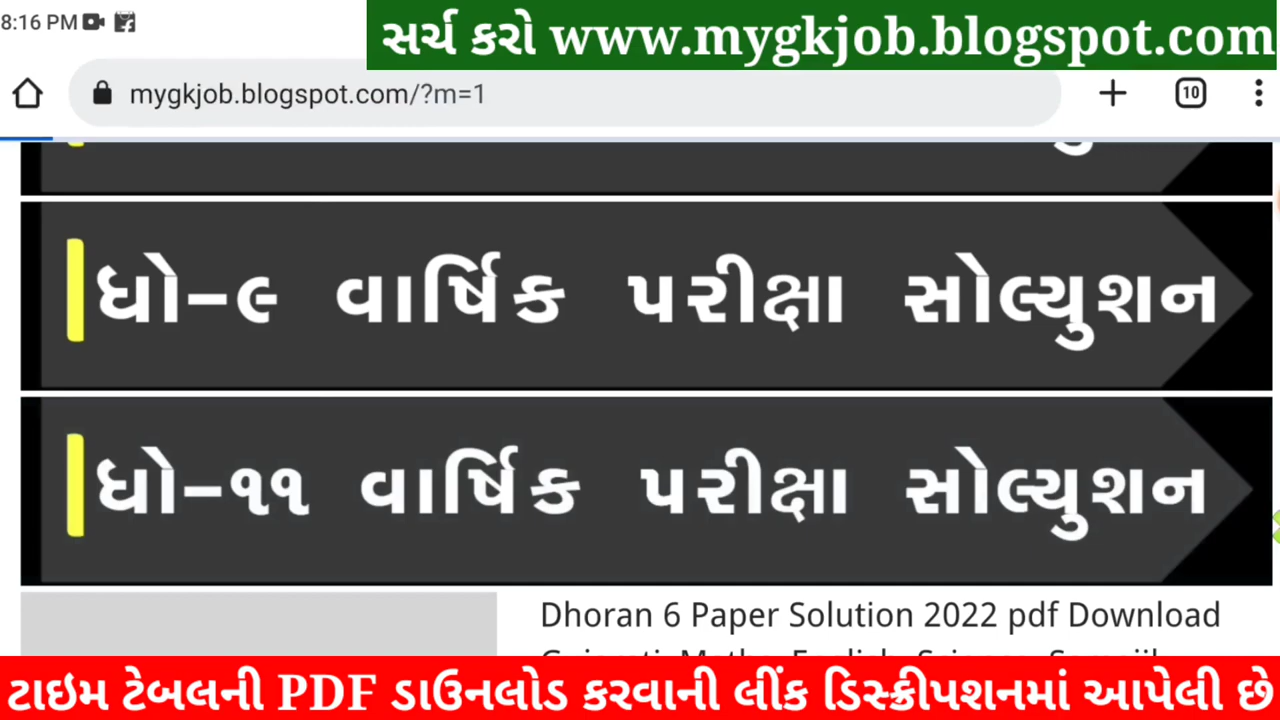 8:16 PM
સર્ચ કરો www.mygkjob.blogspot.com
mygkjob.blogspot.com/?m=1
10
ધો-૯ વાર્ષિક પરીક્ષા સોલ્યુશન
ધો-૧૧ વાર્ષિક પરીક્ષા સોલ્યુશન
Dhoran 6 Paper Solution 2022 pdf Download
ટાઇમ ટેબલની PDF ડાઉનલોડ કરવાની લીંક ડિસ્ક્રીપશનમાં આપેલી છે